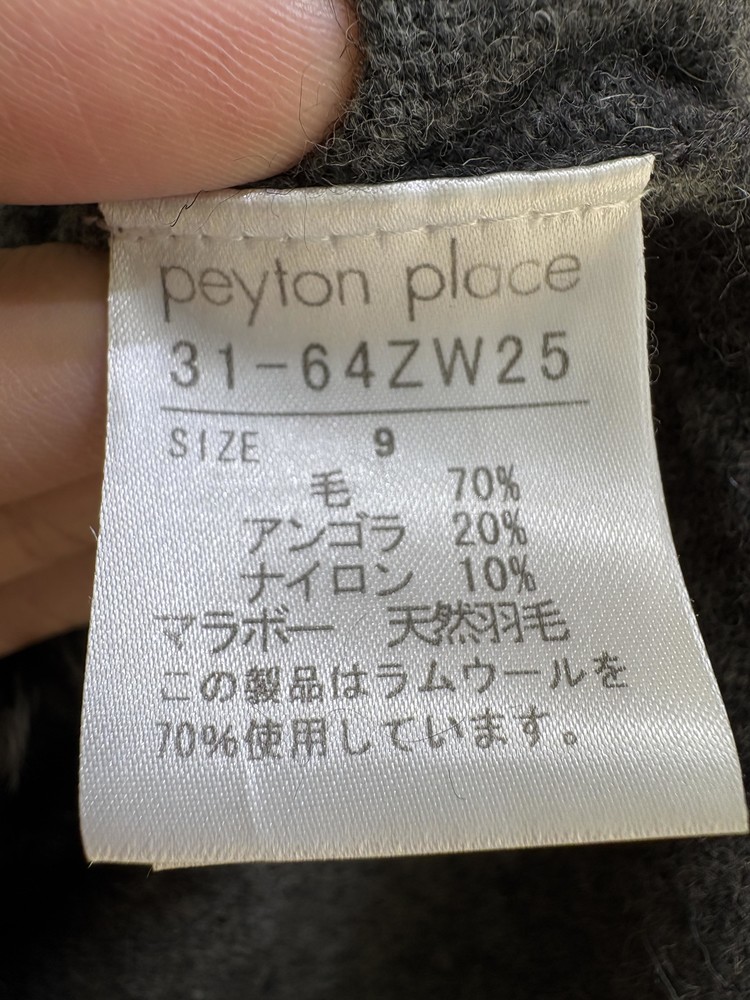 peyton place
31-64ZW25
SIZE 9
毛 70%
アンゴラ 20%
ナイロン 10%
マラボー 天然羽毛
この製品はラムウールを
70%使用しています。